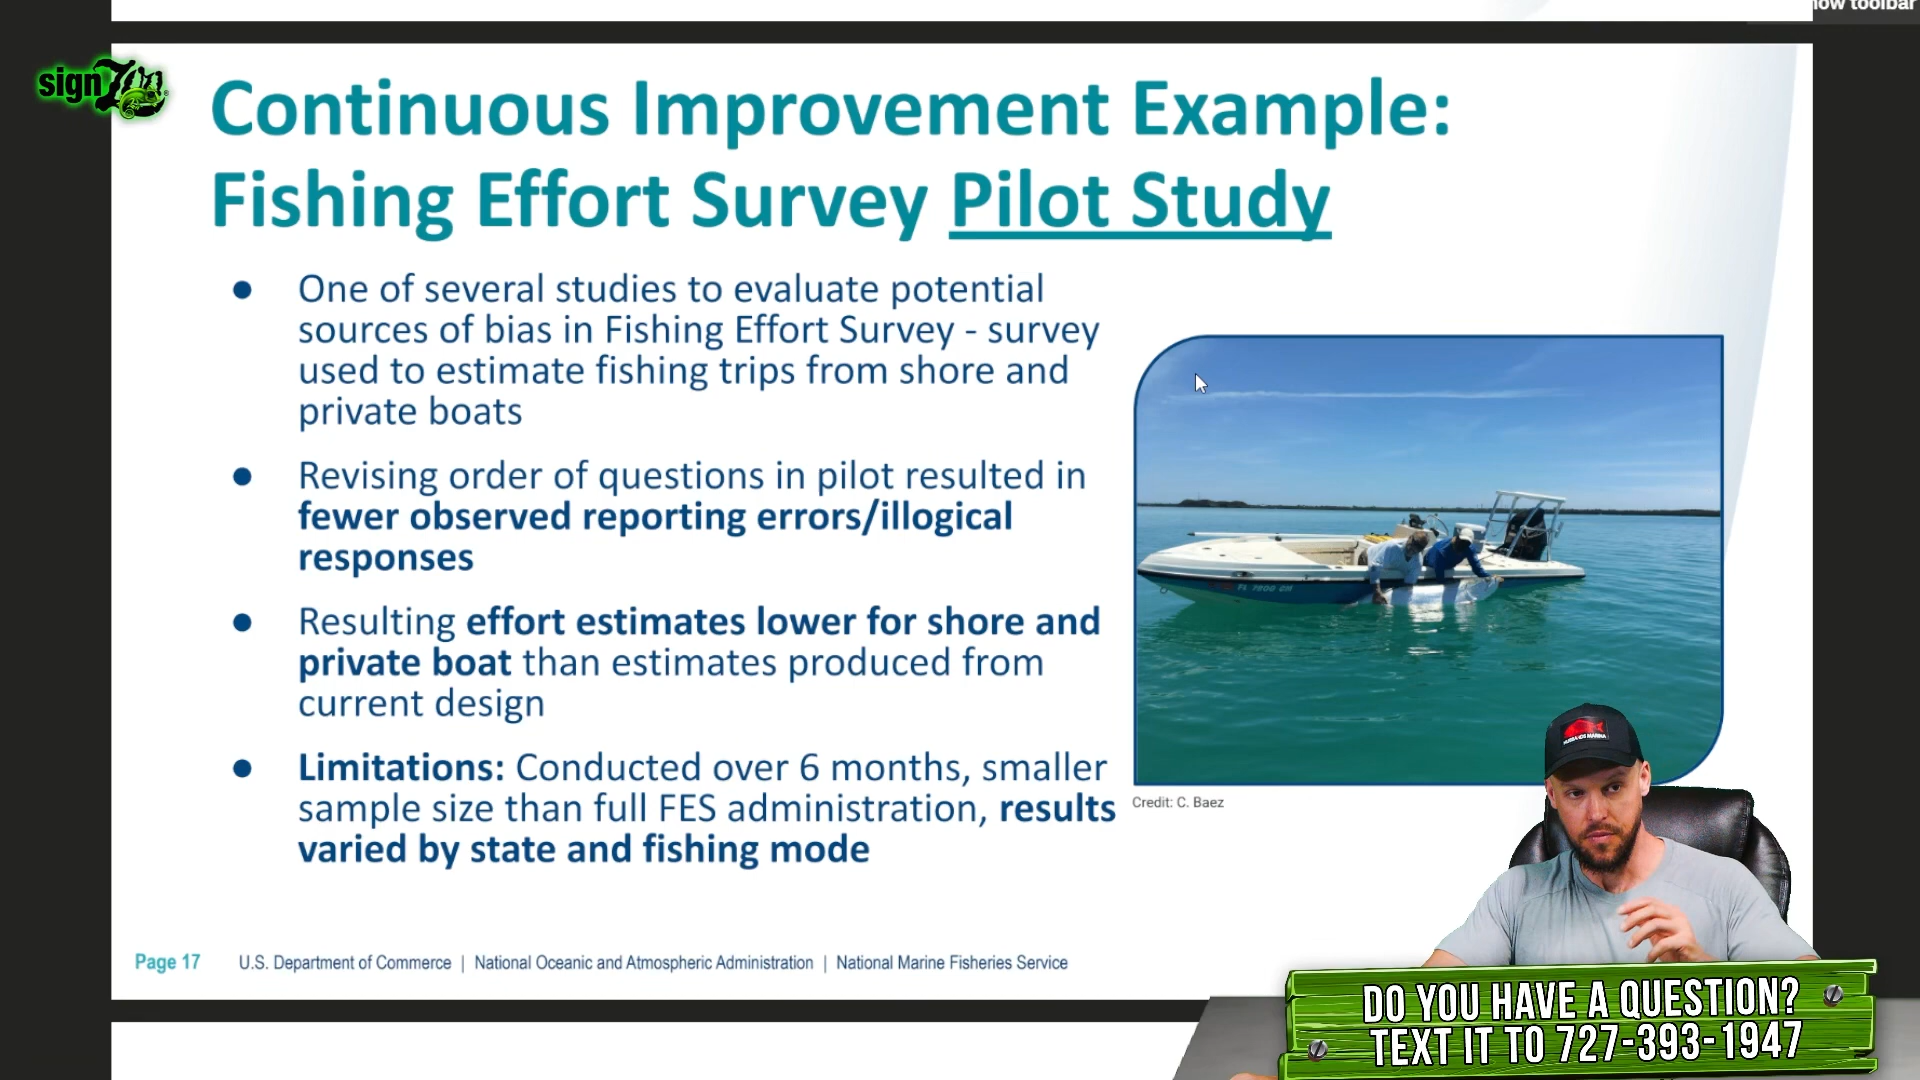 now toolbar
signZoo
Continuous Improvement Example:
Fishing Effort Survey Pilot Study
● One of several studies to evaluate potential
sources of bias in Fishing Effort Survey - survey
used to estimate fishing trips from shore and
private boats
● Revising order of questions in pilot resulted in
fewer observed reporting errors/illogical
responses
● Resulting effort estimates lower for shore and
private boat than estimates produced from
current design
● Limitations: Conducted over 6 months, smaller
sample size than full FES administration, results
varied by state and fishing mode
Credit: C. Baez
Page 17 U.S. Department of Commerce | National Oceanic and Atmospheric Administration | National Marine Fisheries Service
DO YOU HAVE A QUESTION?
TEXT IT TO 727-393-1947